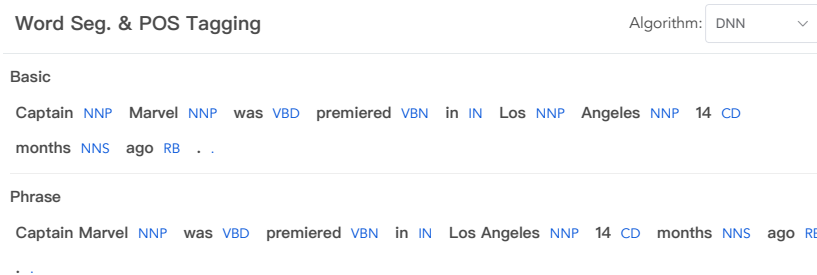 Word Seg. & POS Tagging Algorithm: DNN
Basic
Captain NNP Marvel NNP was VBD premiered VBN in IN Los NNP Angeles NNP 14 CD
months NNS ago RB . .
Phrase
Captain Marvel NNP was VBD premiered VBN in IN Los Angeles NNP 14 CD months NNS ago